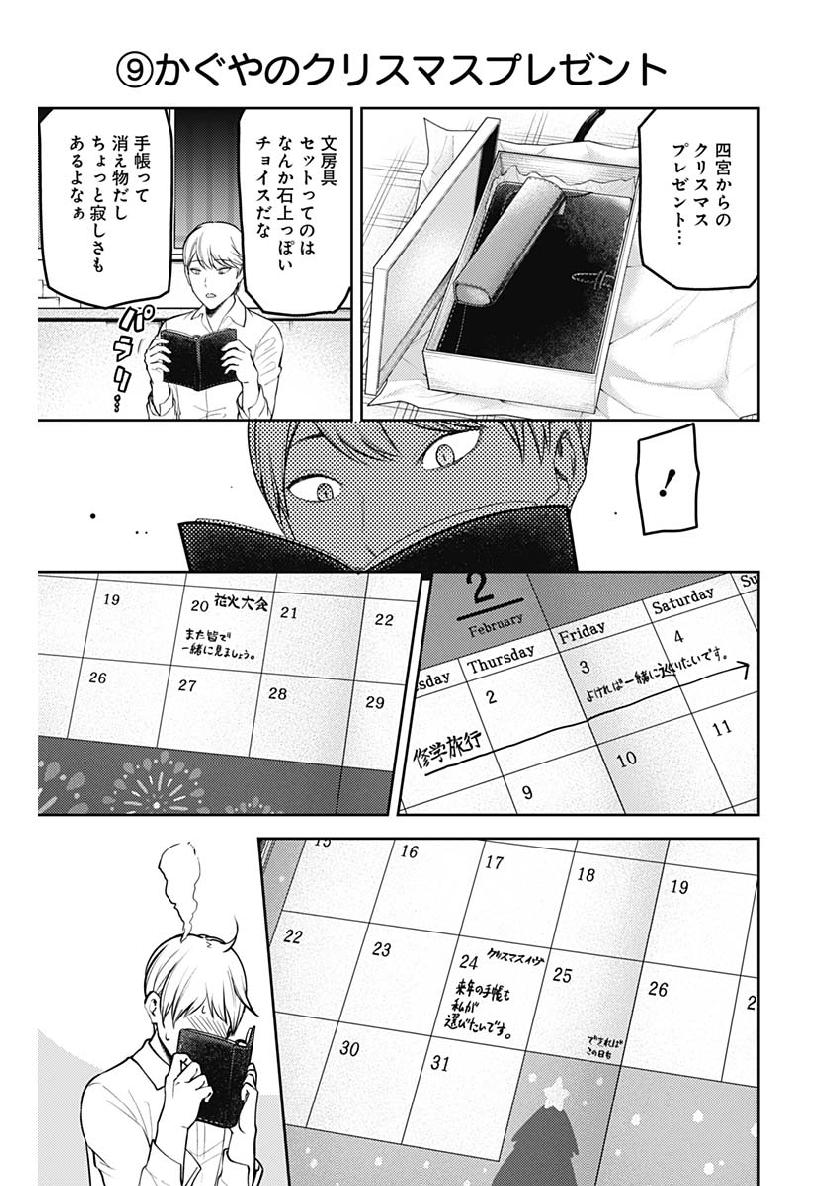 ⑨かぐやのクリスマスプレゼント
四宮からの
クリスマス
プレゼント…
文房具
セットってのは
なんか石上っぽい
チョイスだな
手帳って
消え物だし
ちょっと寂しさも
あるよなぁ
パラリ…
！
2
February
sday
Thursday
Friday
Saturday
Su
2
3
4
よければ一緒に巡りたいです。
修学旅行
9
10
11
19
20
花火大会
21
22
また皆で
一緒に見ましょう。
26
27
28
29
15
16
17
18
19
22
23
24
クリスマスイヴ
25
26
2
来年の手帳も
私が
選びたいです。
できれば
この日も
30
31